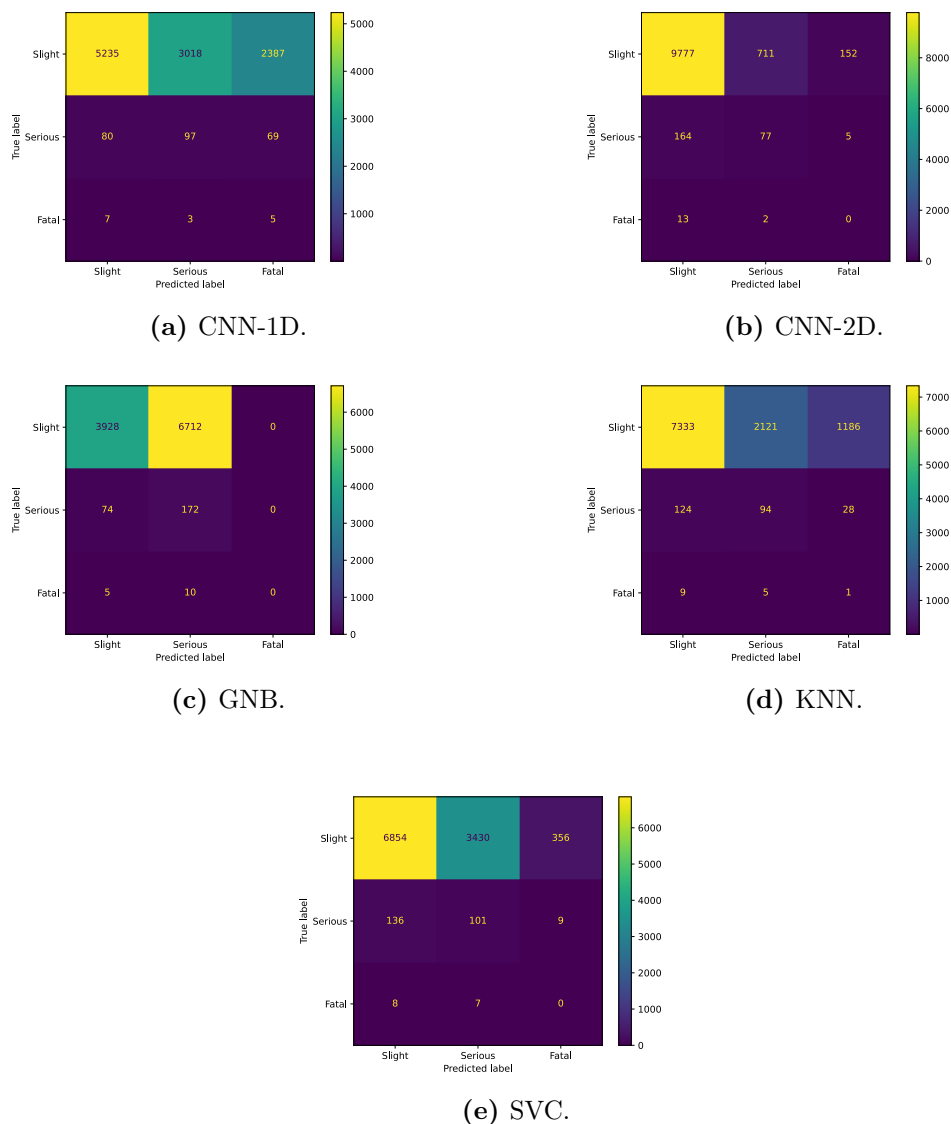 Slight 5235 3018 2387
Serious 80 97 69
Fatal 7 3 5
Slight Serious Fatal
Predicted label
True label
5000
4000
3000
2000
1000
(a) CNN-1D.
Slight 9777 711 152
Serious 164 77 5
Fatal 13 2 0
Slight Serious Fatal
Predicted label
True label
8000
6000
4000
2000
0
(b) CNN-2D.
Slight 3928 6712 0
Serious 74 172 0
Fatal 5 10 0
Slight Serious Fatal
Predicted label
True label
6000
5000
4000
3000
2000
1000
0
(c) GNB.
Slight 7333 2121 1186
Serious 124 94 28
Fatal 9 5 1
Slight Serious Fatal
Predicted label
True label
7000
6000
5000
4000
3000
2000
1000
(d) KNN.
Slight 6854 3430 356
Serious 136 101 9
Fatal 8 7 0
Slight Serious Fatal
Predicted label
True label
6000
5000
4000
3000
2000
1000
0
(e) SVC.